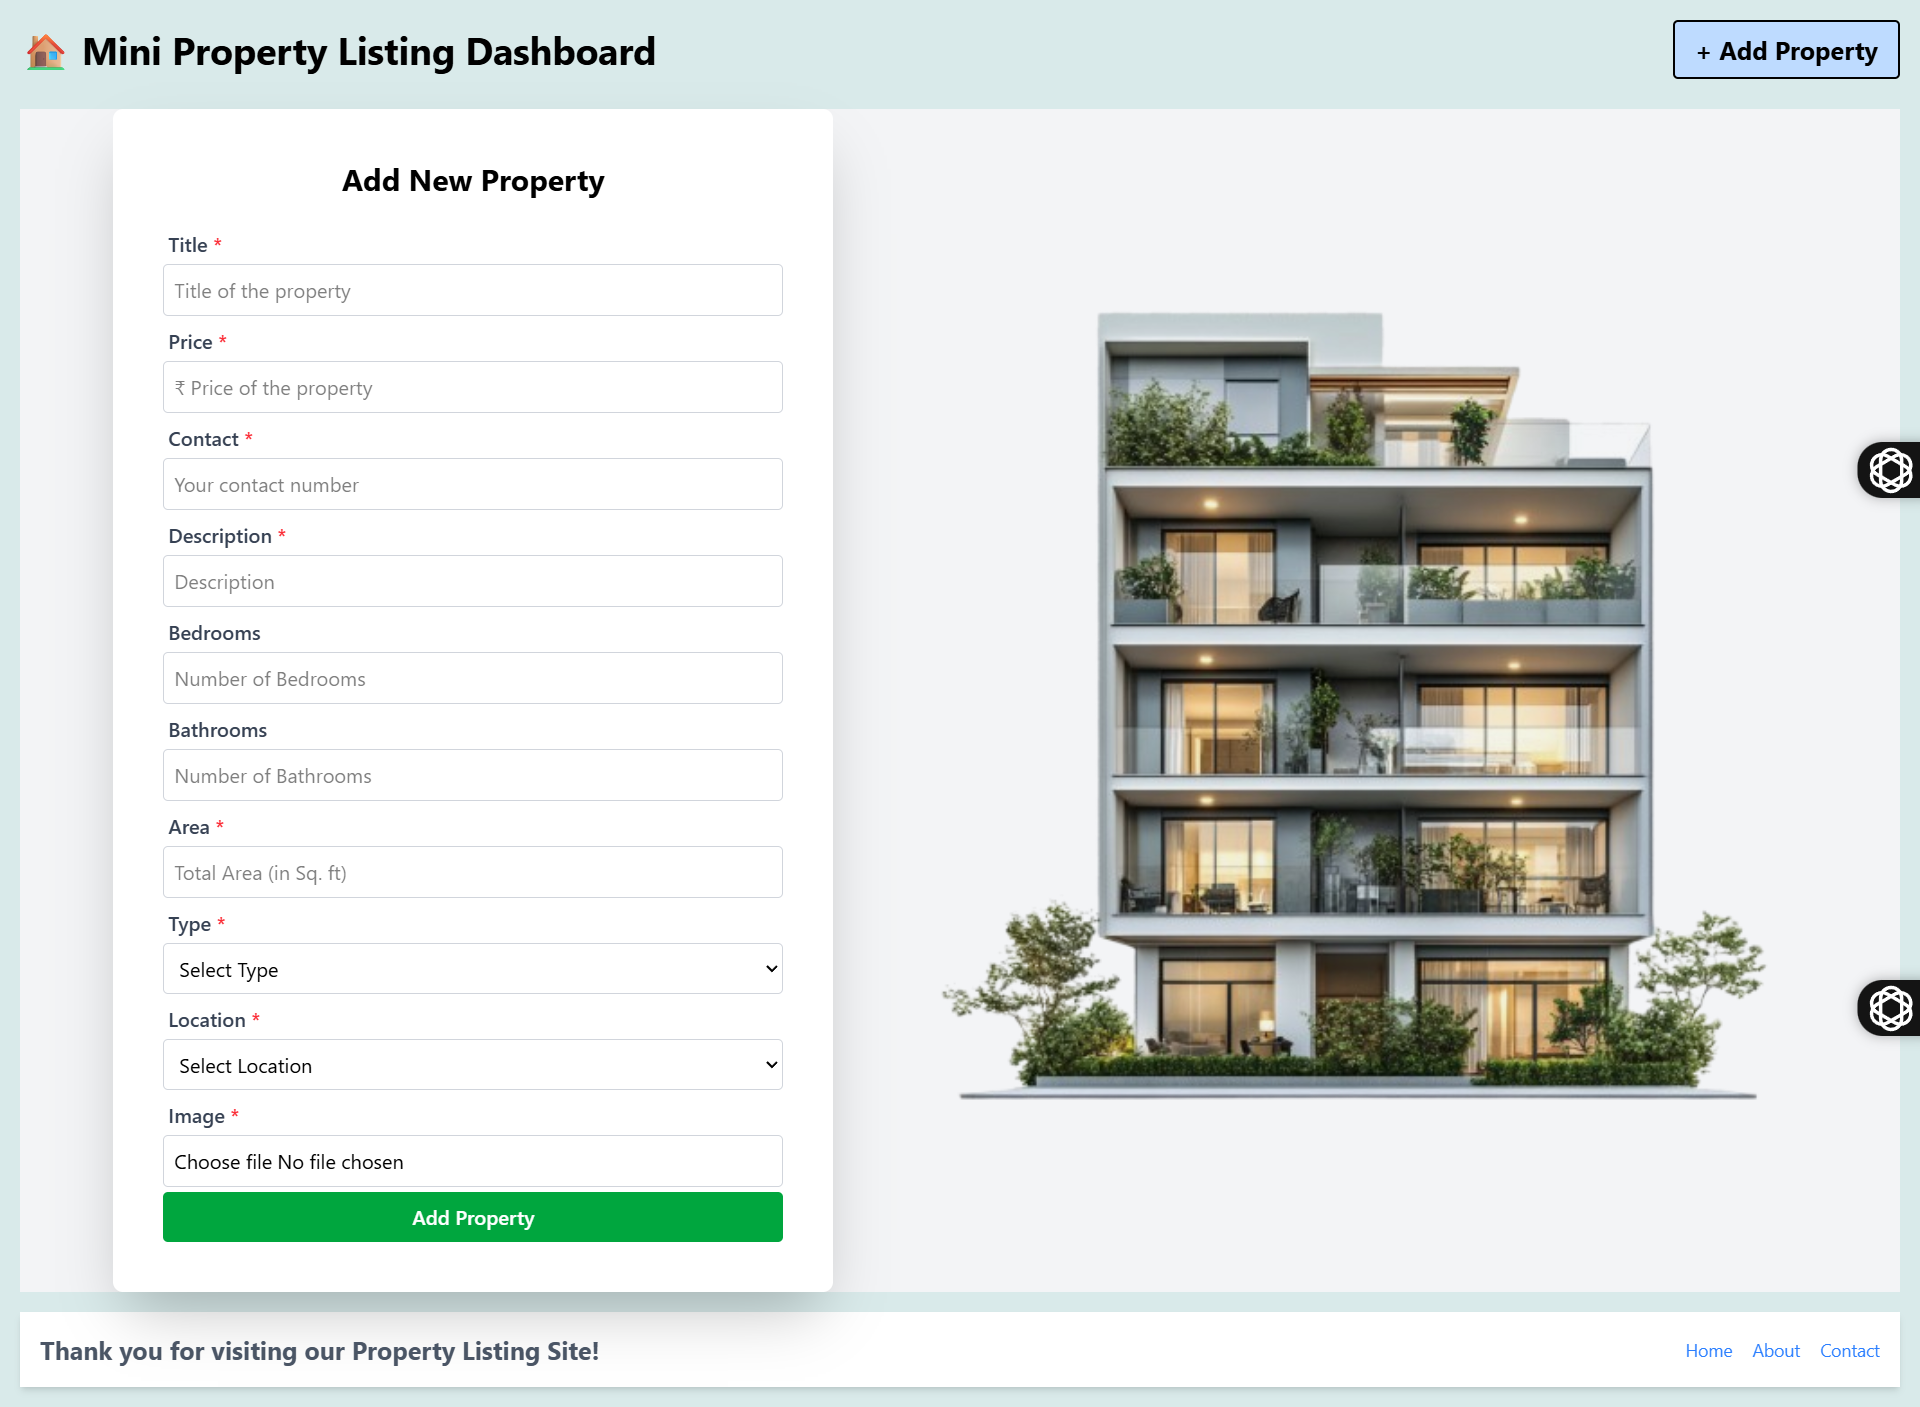 Mini Property Listing Dashboard
+ Add Property
Add New Property
Title *
Title of the property
Price *
₹ Price of the property
Contact *
Your contact number
Description *
Description
Bedrooms
Number of Bedrooms
Bathrooms
Number of Bathrooms
Area *
Total Area (in Sq. ft)
Type *
Select Type
Location *
Select Location
Image *
Choose file No file chosen
Add Property
Thank you for visiting our Property Listing Site!
Home About Contact